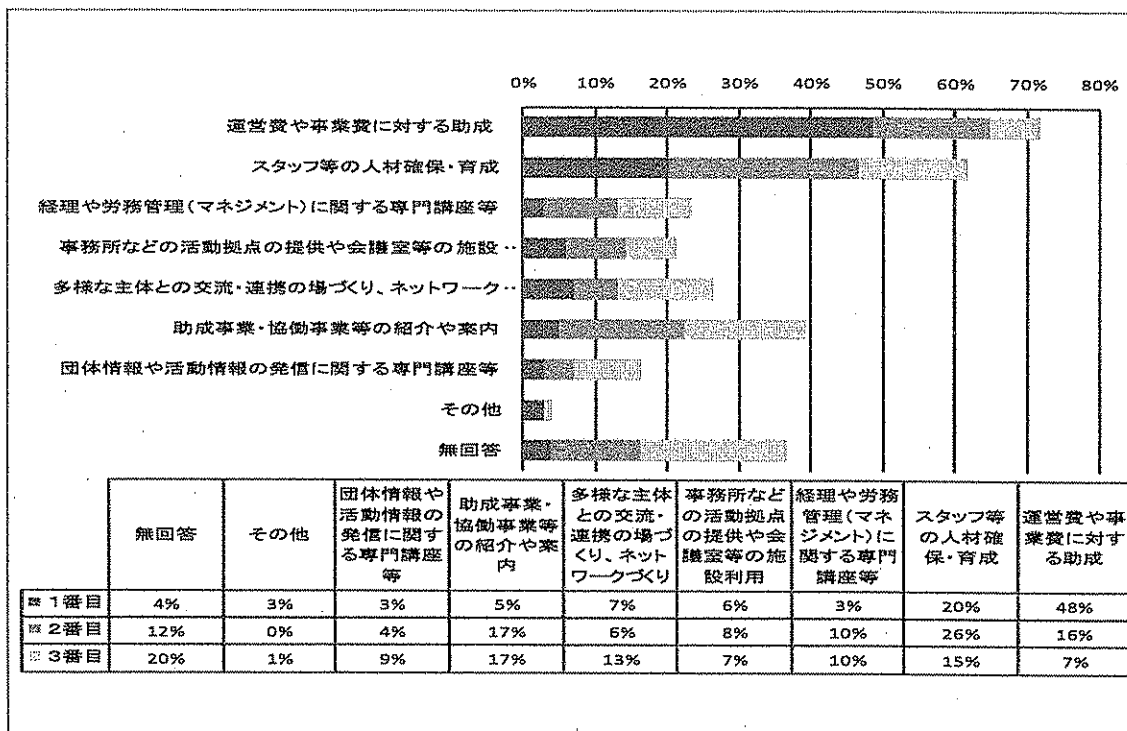 0% 10% 20% 30% 40% 50% 60% 70% 80%
運営費や事業費に対する助成
スタッフ等の人材確保・育成
経理や労務管理(マネジメント)に関する専門講座等
事務所などの活動拠点の提供や会議室等の施設‥
多様な主体との交流・連携の場づくり、ネットワーク‥
助成事業・協働事業等の紹介や案内
団体情報や活動情報の発信に関する専門講座等
その他
無回答
無回答
その他
団体情報や
活動情報の
発信に関す
る専門講座
等
助成事業・
協働事業等
の紹介や案
内
多様な主体
との交流・
連携の場づ
くり、ネット
ワークづくり
事務所など
の活動拠点
の提供や会
議室等の施
設利用
経理や労務
管理(マネ
ジメント)に
関する専門
講座等
スタッフ等
の人材確
保・育成
運営費や事
業費に対す
る助成
1番目 4% 3% 3% 5% 7% 6% 3% 20% 48%
2番目 12% 0% 4% 17% 6% 8% 10% 26% 16%
3番目 20% 1% 9% 17% 13% 7% 10% 15% 7%